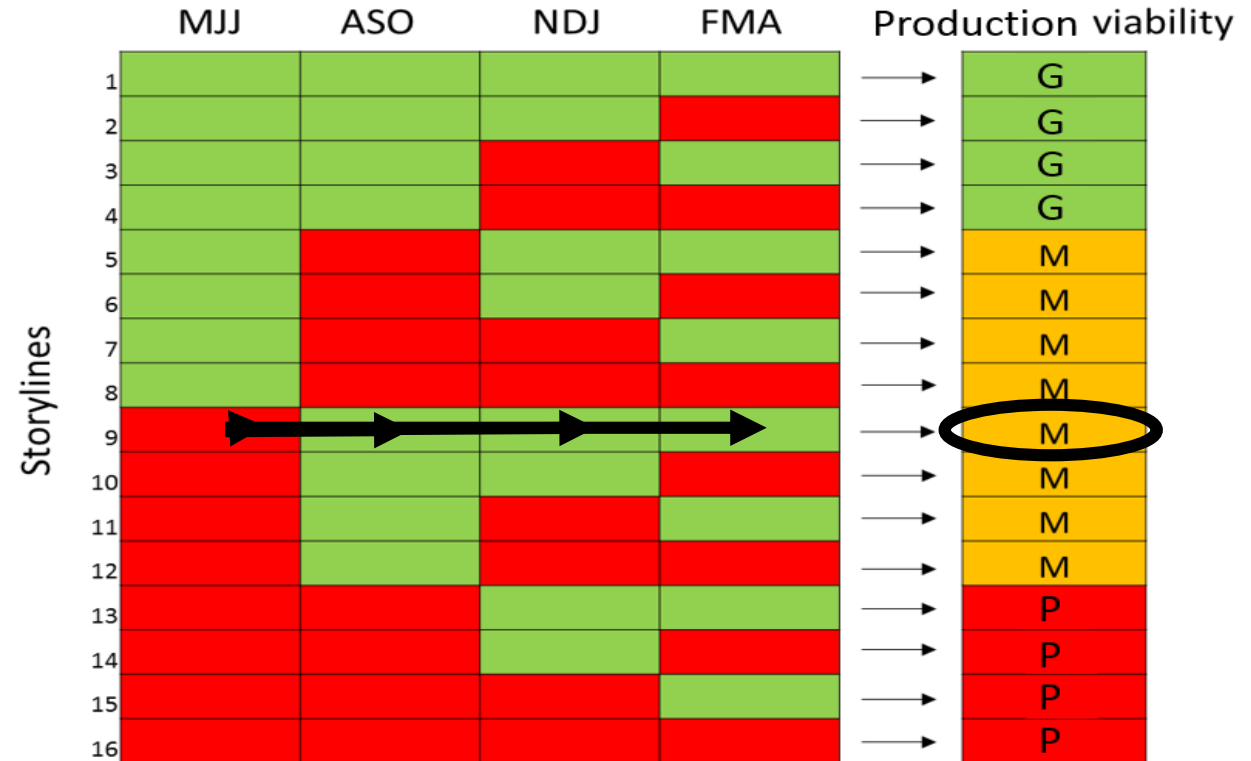 MJJ ASO NDJ FMA Production viability
Storylines
1 G
2 G
3 G
4 G
5 M
6 M
7 M
8 M
9 M
10 M
11 M
12 M
13 P
14 P
15 P
16 P